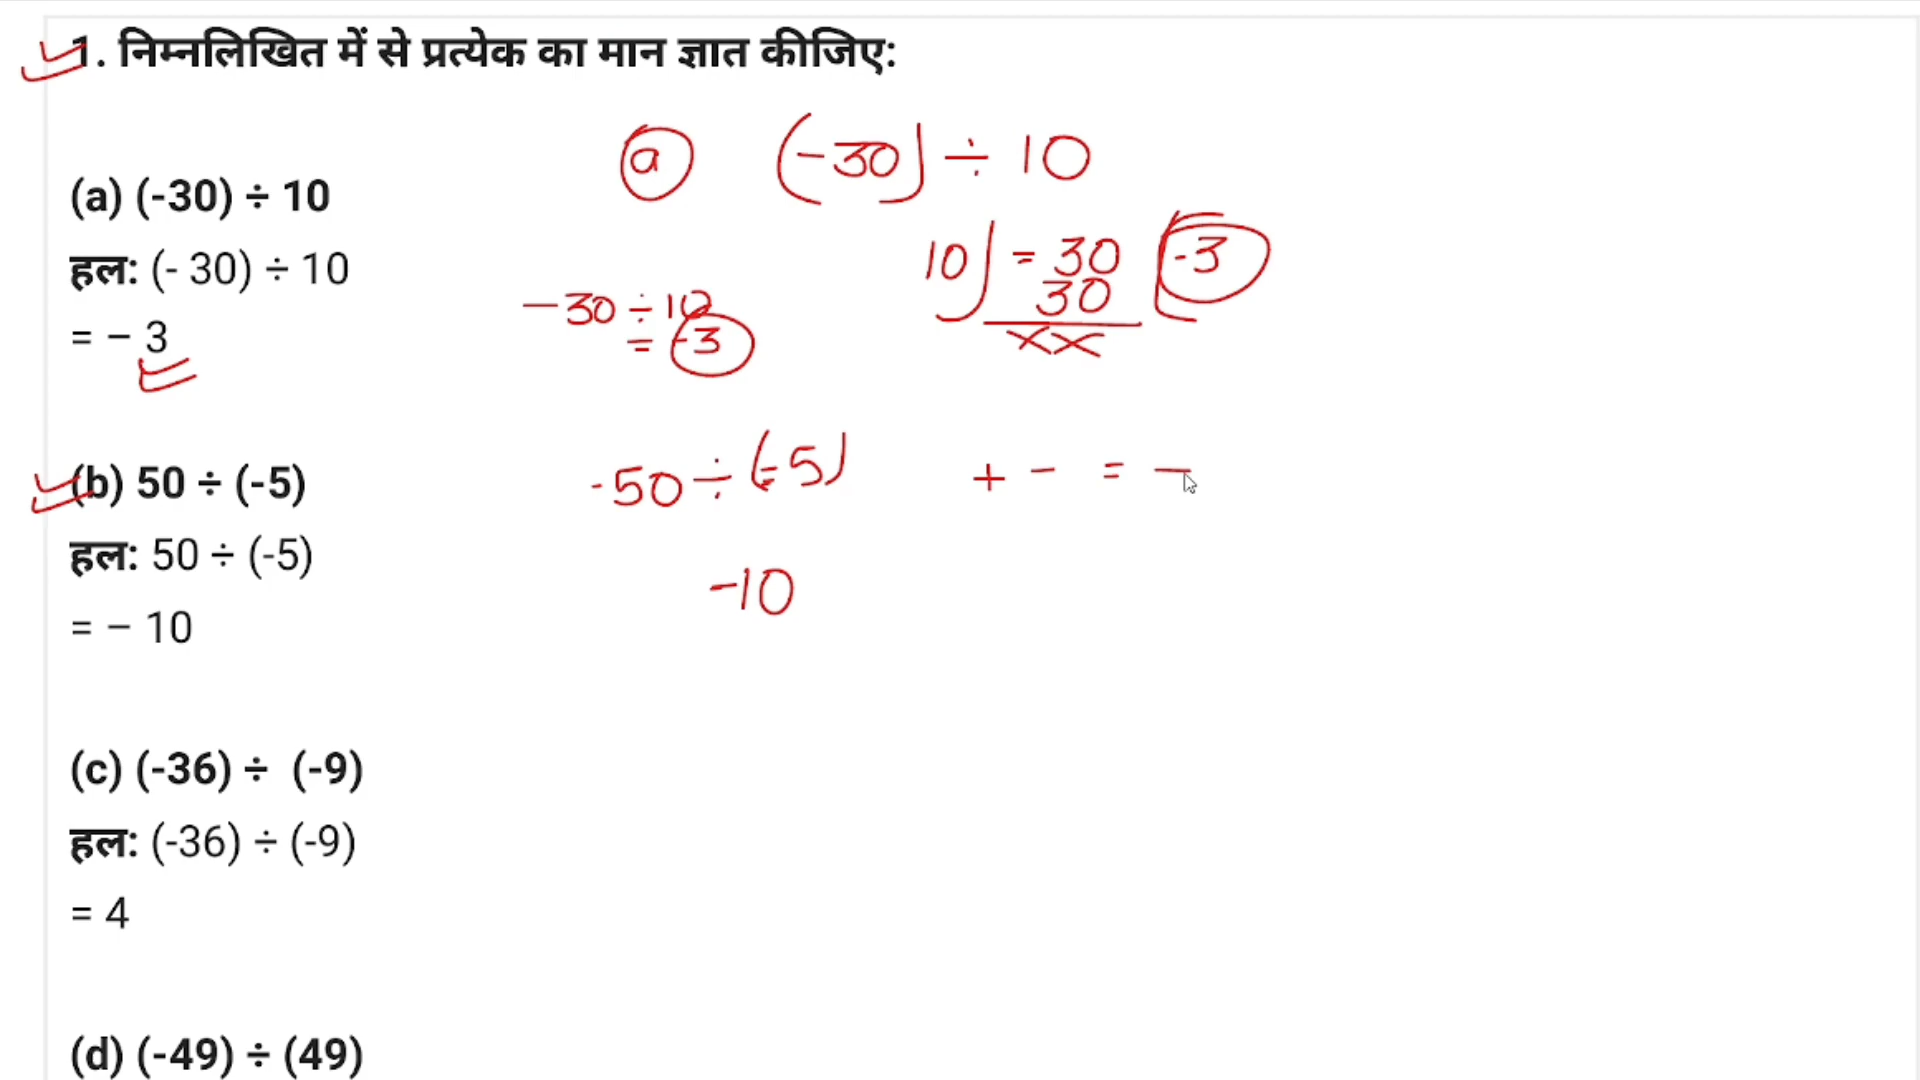 1. निम्नलिखित में से प्रत्येक का मान ज्ञात कीजिए:
a (-30) ÷ 10
(a) (-30) ÷ 10
10) = 30 (-3
30
xx
हल: (- 30) ÷ 10
-30 ÷ 10
= -3
= – 3
-50 ÷ (-5) + - = -
(b) 50 ÷ (-5)
हल: 50 ÷ (-5)
-10
= – 10
(c) (-36) ÷ (-9)
हल: (-36) ÷ (-9)
= 4
(d) (-49) ÷ (49)